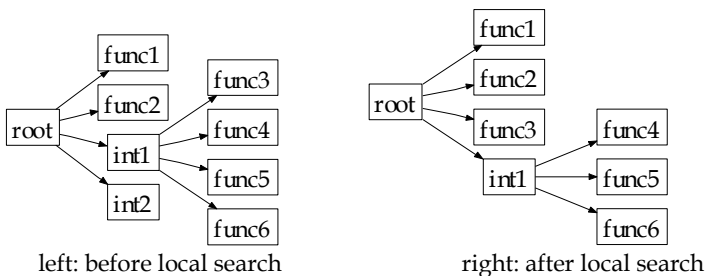 func1
func2
root
int1
int2
func3
func4
func5
func6
left: before local search
func1
func2
root
func3
int1
func4
func5
func6
right: after local search